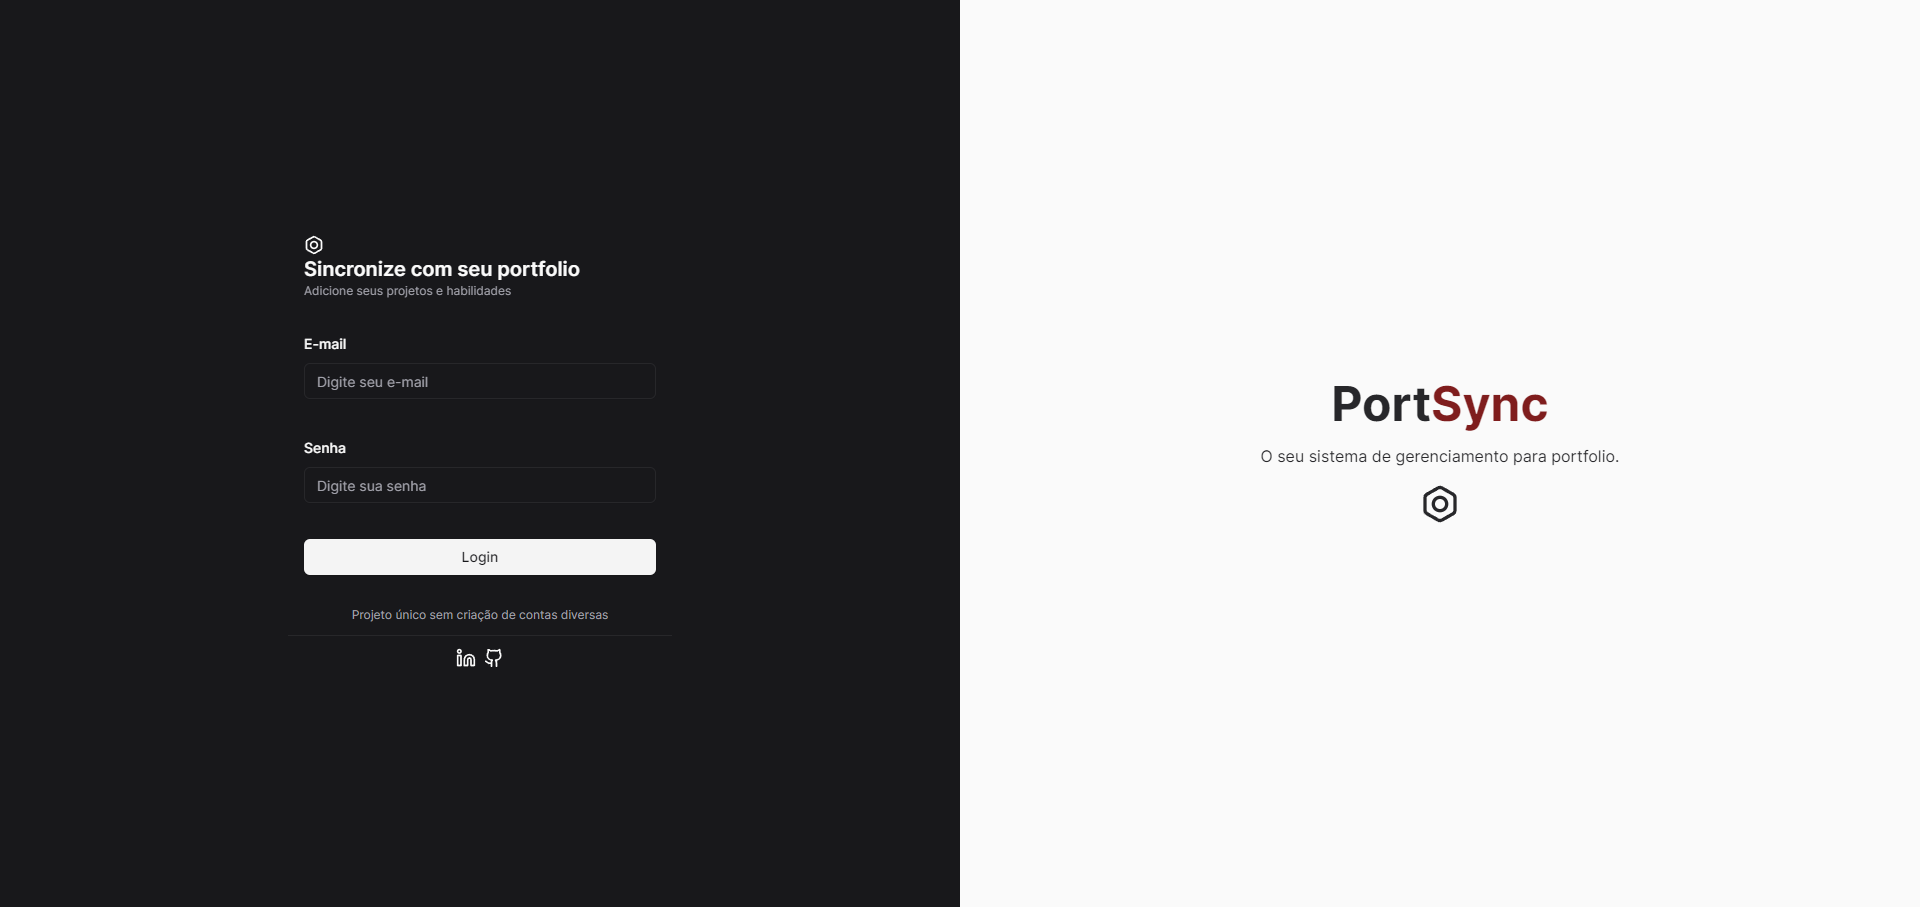 Sincronize com seu portfolio
Adicione seus projetos e habilidades
E-mail
Digite seu e-mail
Senha
Digite sua senha
Login
Projeto único sem criação de contas diversas
PortSync
O seu sistema de gerenciamento para portfolio.